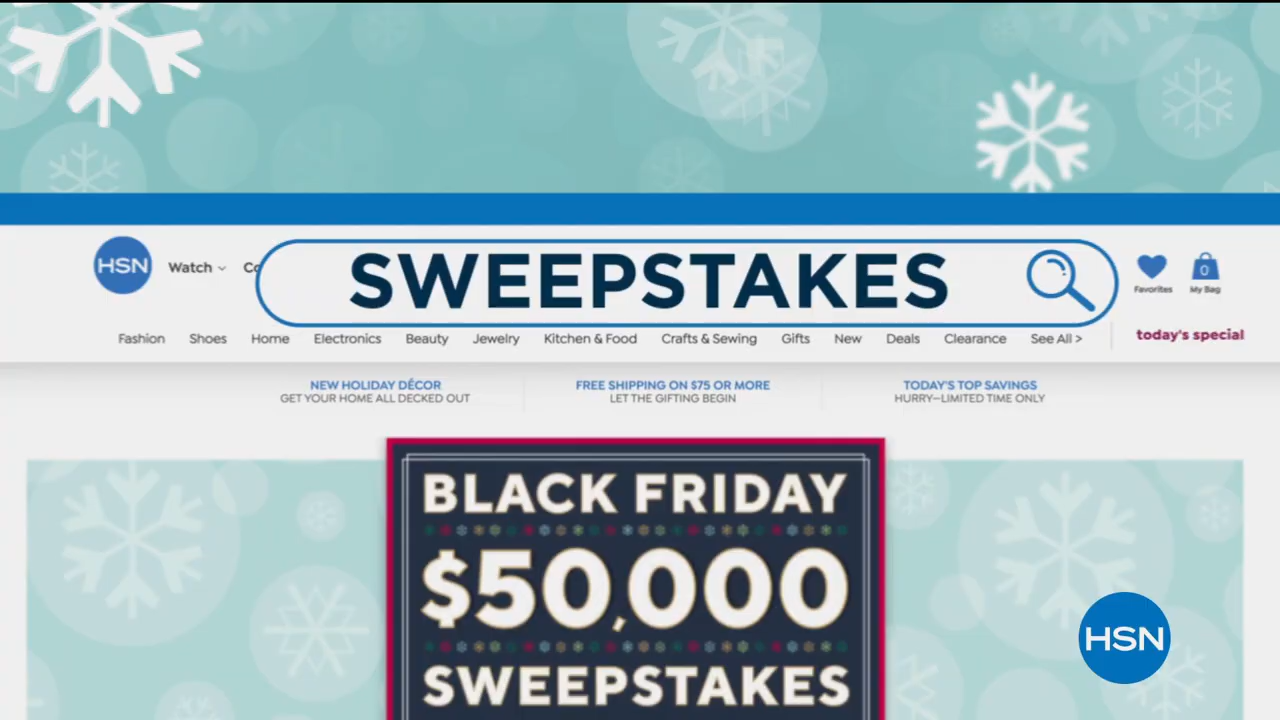 HSN
Watch
Co
SWEEPSTAKES
Favorites
0
My Bag
Fashion Shoes Home Electronics Beauty Jewelry Kitchen & Food Crafts & Sewing Gifts New Deals Clearance See All >
today's special
NEW HOLIDAY DÉCOR
GET YOUR HOME ALL DECKED OUT
FREE SHIPPING ON $75 OR MORE
LET THE GIFTING BEGIN
TODAY'S TOP SAVINGS
HURRY—LIMITED TIME ONLY
BLACK FRIDAY
$50,000
SWEEPSTAKES
HSN